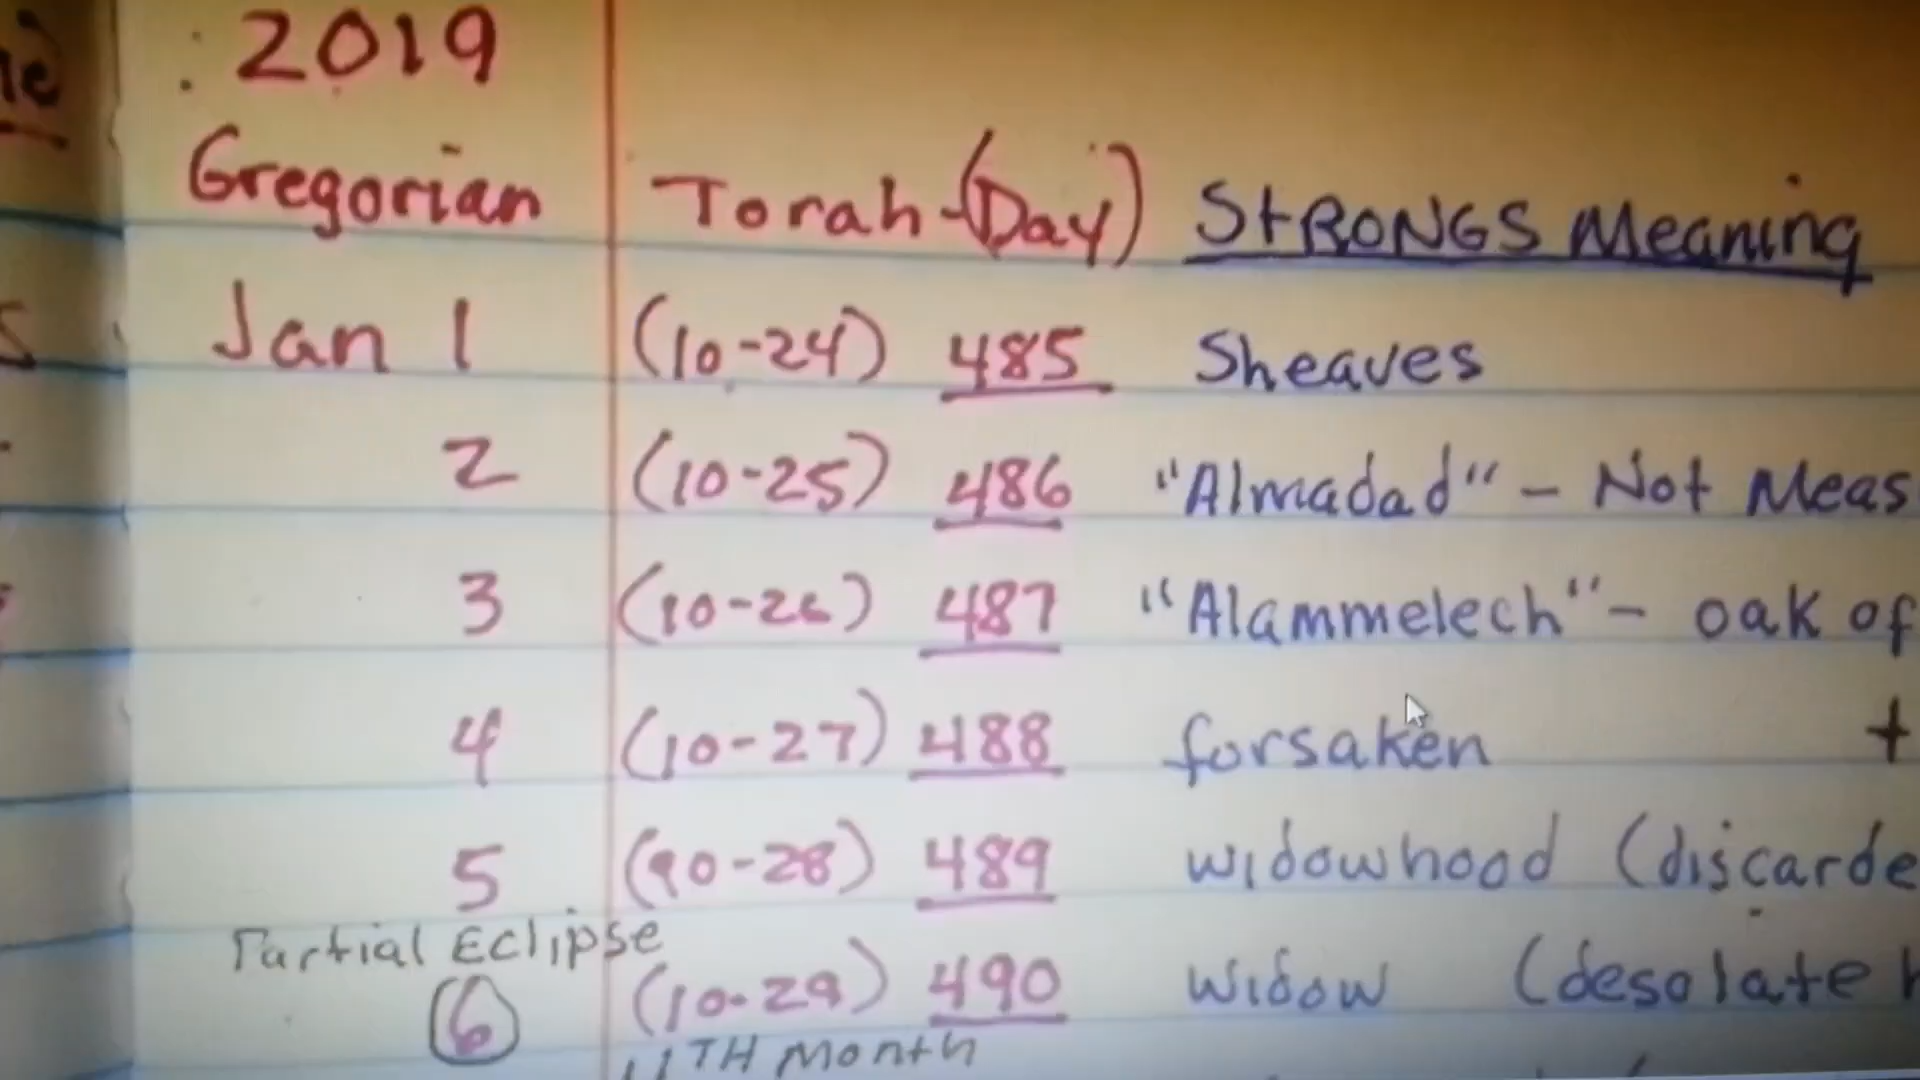 : 2019
Gregorian Torah-(Day) STRONGS Meaning
Jan 1 (10-24) 485 Sheaves
2 (10-25) 486 "Almadad" - Not Meas
3 (10-26) 487 "Alammelech" - oak of
4 (10-27) 488 forsaken +
5 (10-28) 489 widowhood (discarde
Partial Eclipse
6 (10-29) 490 widow (desolate h
11TH Month